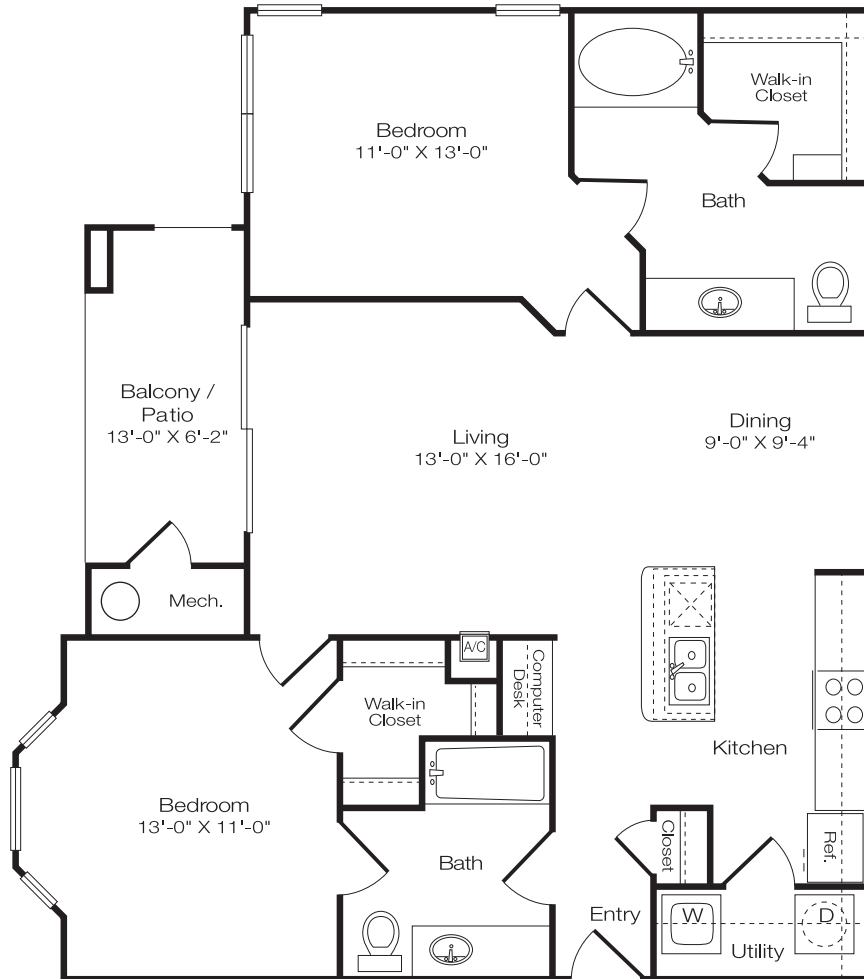 Walk-in
Closet
Bedroom
11'-0" X 13'-0"
Bath
Balcony /
Patio
13'-0" X 6'-2"
Living
13'-0" X 16'-0"
Dining
9'-0" X 9'-4"
Mech.
A/C
Computer
Desk
Walk-in
Closet
Kitchen
Bedroom
13'-0" X 11'-0"
Closet
Ref.
Bath
Entry
W
D
Utility